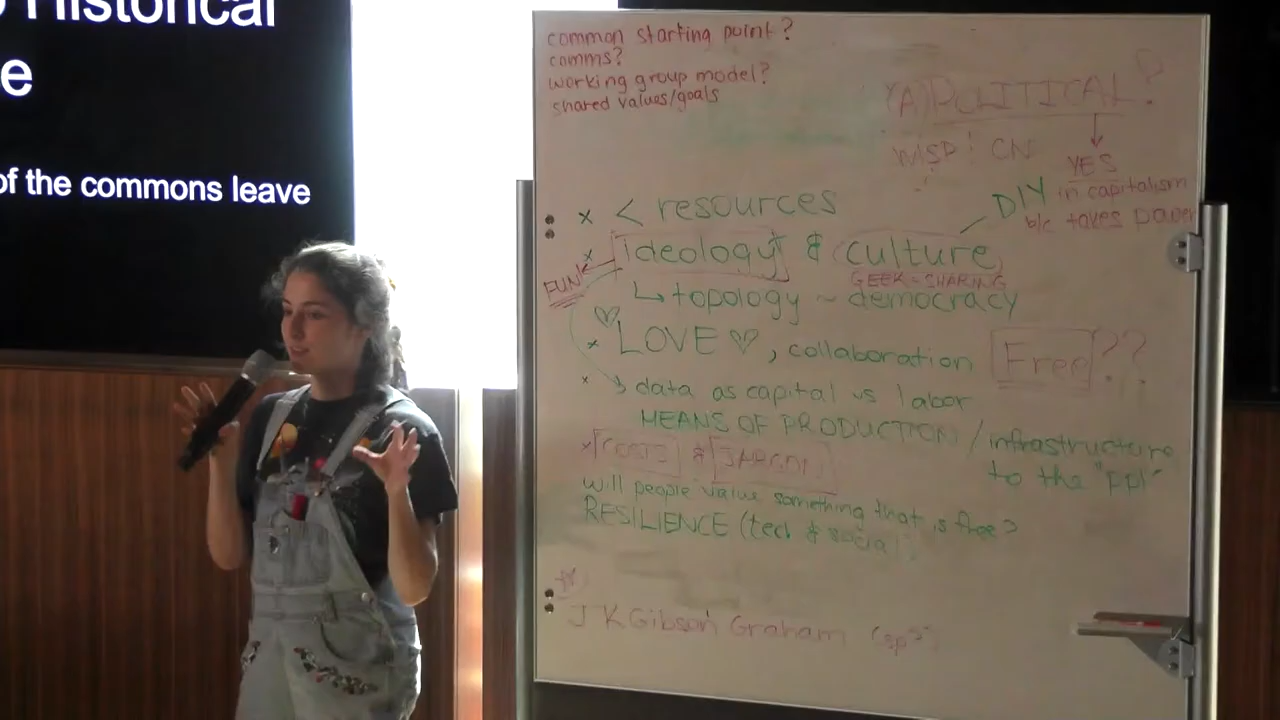 Historical
e
of the commons leave
common starting point?
comms?
working group model?
shared values/goals
(A)POLITICAL?
WISP!
YES
DIY in capitalism
b/c takes power
x < resources
x ideology & culture
FUN
GEEK = SHARING
↳ topology ~ democracy
x ♡ LOVE ♡, collaboration Free??
x data as capital vs labor
MEANS OF PRODUCTION / infrastructure
to the "ppl"
x COSTS & JARGON
will people value something that is free?
RESILIENCE (tech & social)
J K Gibson Graham (sp?)